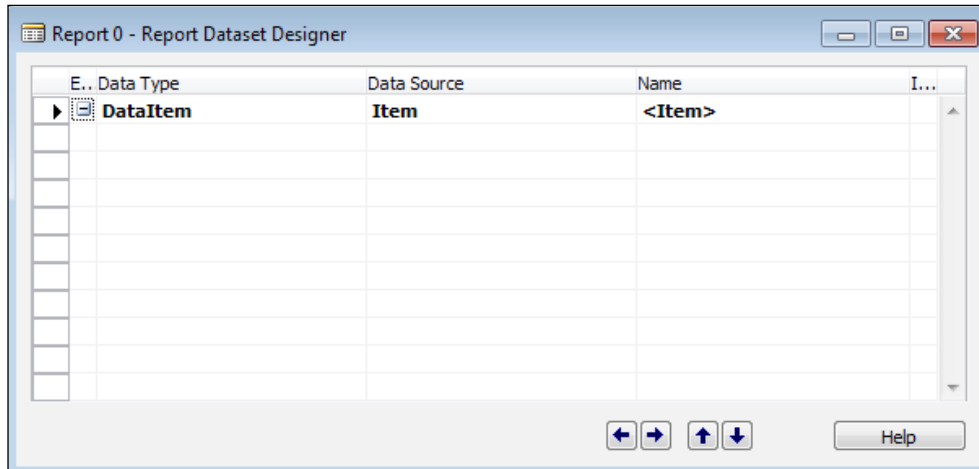 Report 0 - Report Dataset Designer
E.. Data Type Data Source Name I...
DataItem Item <Item>
Help